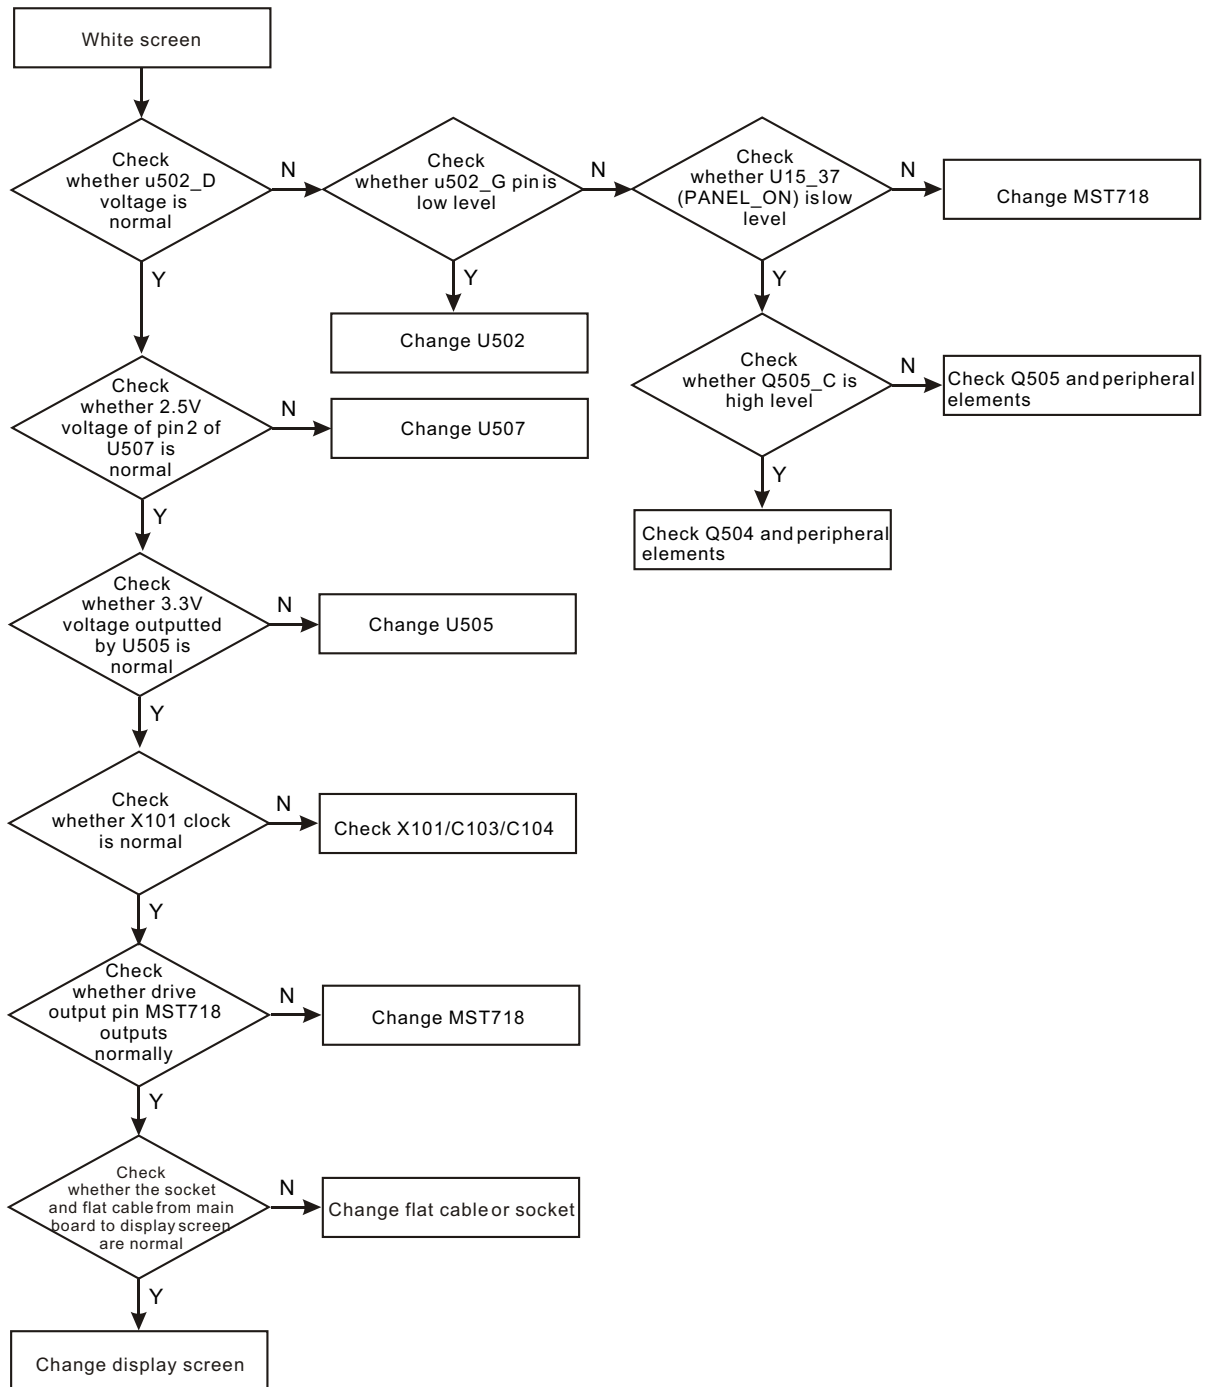 White screen
Check
whether u502_D
voltage is
normal
N
Check
whether u502_G pin is
low level
N
Check
whether U15_37
(PANEL_ON) is low
level
N
Change MST718
Y
Y
Y
Change U502
Check
whether Q505_C is
high level
N
Check Q505 and peripheral
elements
Y
Check Q504 and peripheral
elements
Check
whether 2.5V
voltage of pin 2 of
U507 is
normal
N
Change U507
Y
Check
whether 3.3V
voltage outputted
by U505 is
normal
N
Change U505
Y
Check
whether X101 clock
is normal
N
Check X101/C103/C104
Y
Check
whether drive
output pin MST718
outputs
normally
N
Change MST718
Y
Check
whether the socket
and flat cable from main
board to display screen
are normal
N
Change flat cable or socket
Y
Change display screen